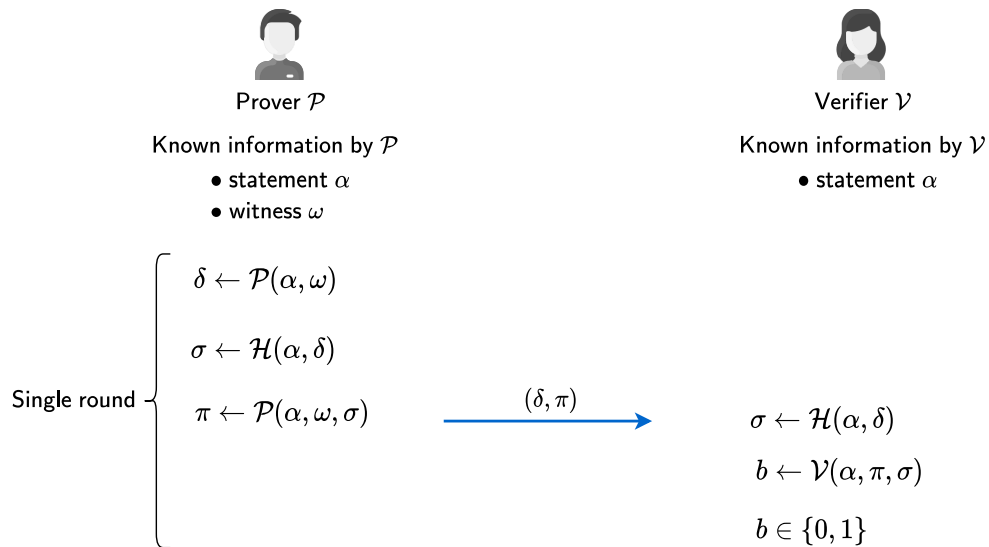 Prover 𝒫
Known information by 𝒫
• statement α
• witness ω
Verifier 𝒱
Known information by 𝒱
• statement α
Single round
δ ← 𝒫(α, ω)
σ ← ℋ(α, δ)
π ← 𝒫(α, ω, σ)
(δ, π)
σ ← ℋ(α, δ)
b ← 𝒱(α, π, σ)
b ∈ {0, 1}